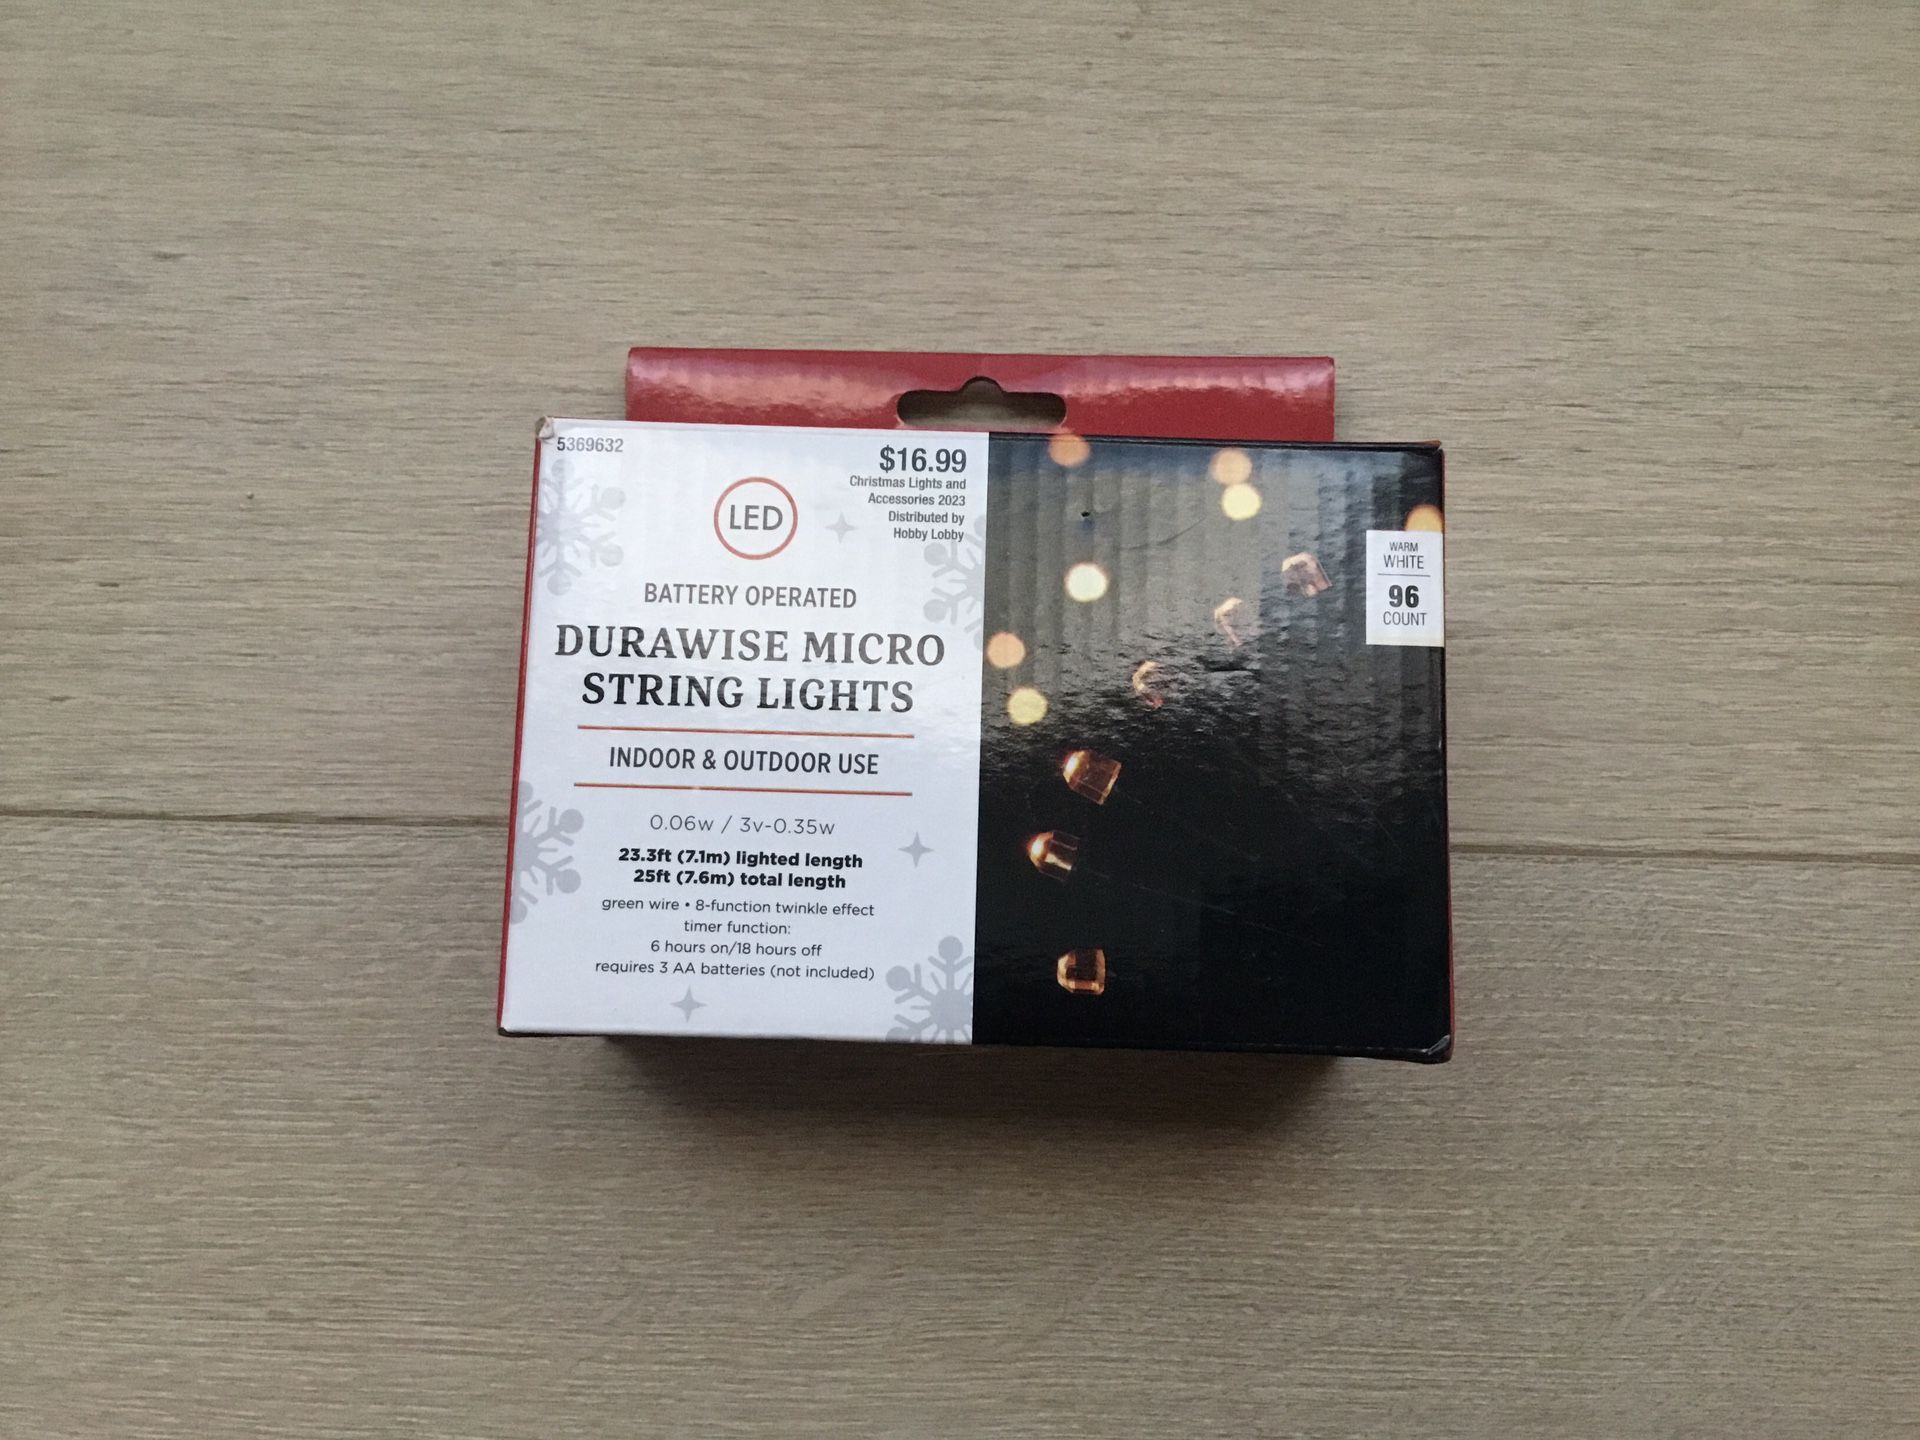 5369632
$16.99
Christmas Lights and
Accessories 2023
Distributed by
Hobby Lobby
LED
BATTERY OPERATED
DURAWISE MICRO
STRING LIGHTS
INDOOR & OUTDOOR USE
0.06w / 3v-0.35w
23.3ft (7.1m) lighted length
25ft (7.6m) total length
green wire • 8-function twinkle effect
timer function:
6 hours on/18 hours off
requires 3 AA batteries (not included)
WARM
WHITE
96
COUNT